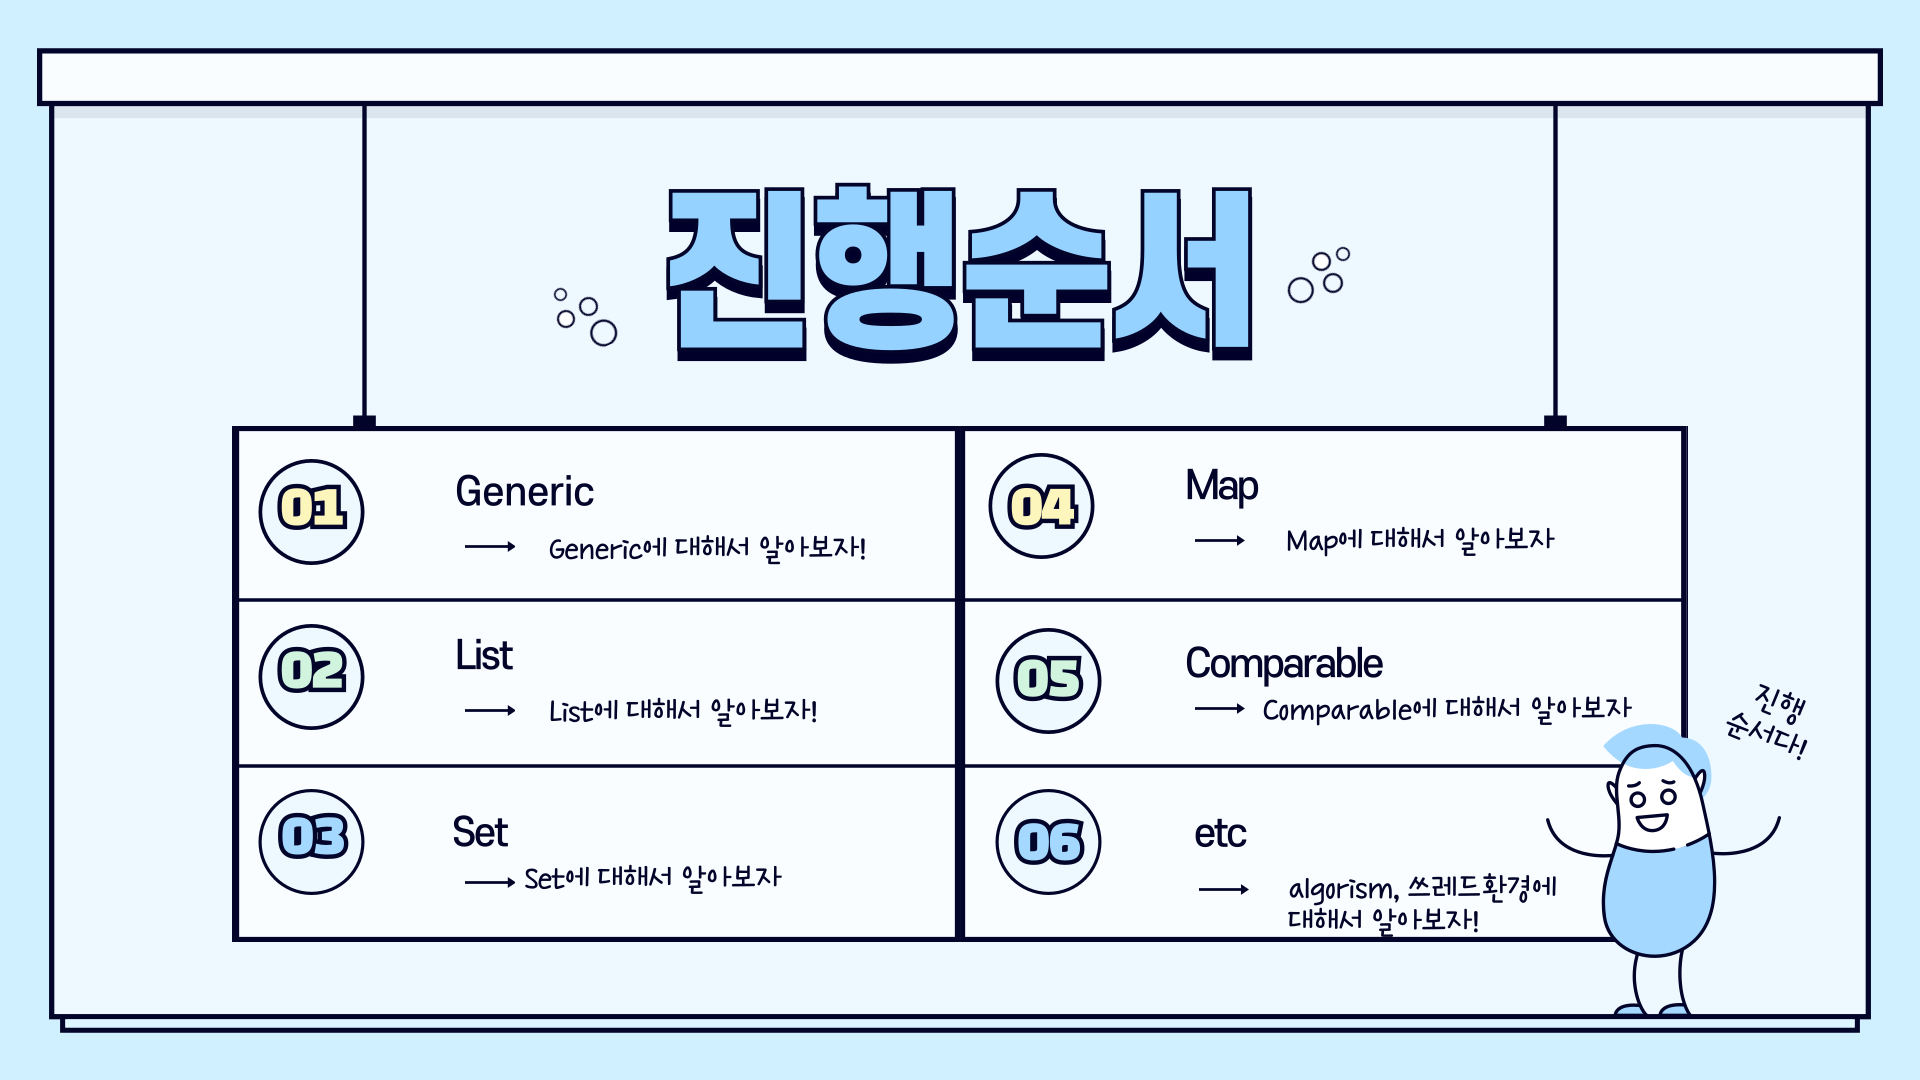 진행순서
01
Generic
Generic에 대해서 알아보자!
02
List
List에 대해서 알아보자!
03
Set
Set에 대해서 알아보자
04
Map
Map에 대해서 알아보자
05
Comparable
Comparable에 대해서 알아보자
06
etc
algorism, 쓰레드환경에
대해서 알아보자!
진행
순서다!